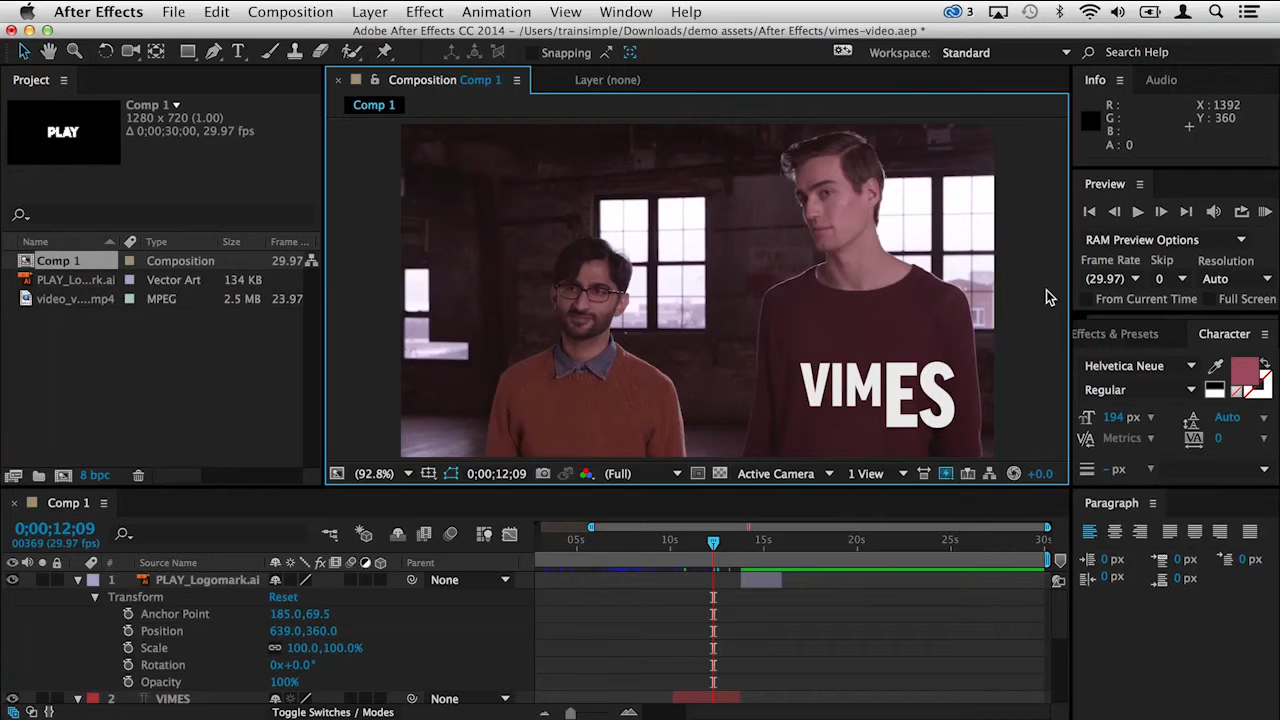 After Effects File Edit Composition Layer Effect Animation View Window Help 3
Adobe After Effects CC 2014 - /Users/trainsimple/Downloads/demo assets/After Effects/vimes-video.aep *
T Snapping Workspace: Standard Search Help
Project
Comp 1
1280 x 720 (1.00)
Δ 0;00;30;00, 29.97 fps
PLAY
Name Type Size Frame ...
Comp 1 Composition 29.97
PLAY_Lo...rk.ai Vector Art 134 KB
video_v....mp4 MPEG 2.5 MB 23.97
8 bpc
Composition Comp 1 Layer (none)
Comp 1
VIMES
(92.8%) 0;00;12;09 (Full) Active Camera 1 View +0.0
Info Audio
R : X : 1392
G : Y : 360
B :
A : 0
Preview
RAM Preview Options
Frame Rate Skip Resolution
(29.97) 0 Auto
From Current Time Full Screen
Effects & Presets Character
Helvetica Neue
Regular
194 px Auto
Metrics 0
- px
Paragraph
0 px 0 px 0 px
0 px 0 px
Comp 1
0;00;12;09
00369 (29.97 fps)
05s 10s 15s 20s 25s 30s
# Source Name Parent
1 PLAY_Logomark.ai None
Transform Reset
Anchor Point 185.0,69.5
Position 639.0,360.0
Scale 100.0,100.0%
Rotation 0x+0.0°
Opacity 100%
2 T VIMES None
Toggle Switches / Modes